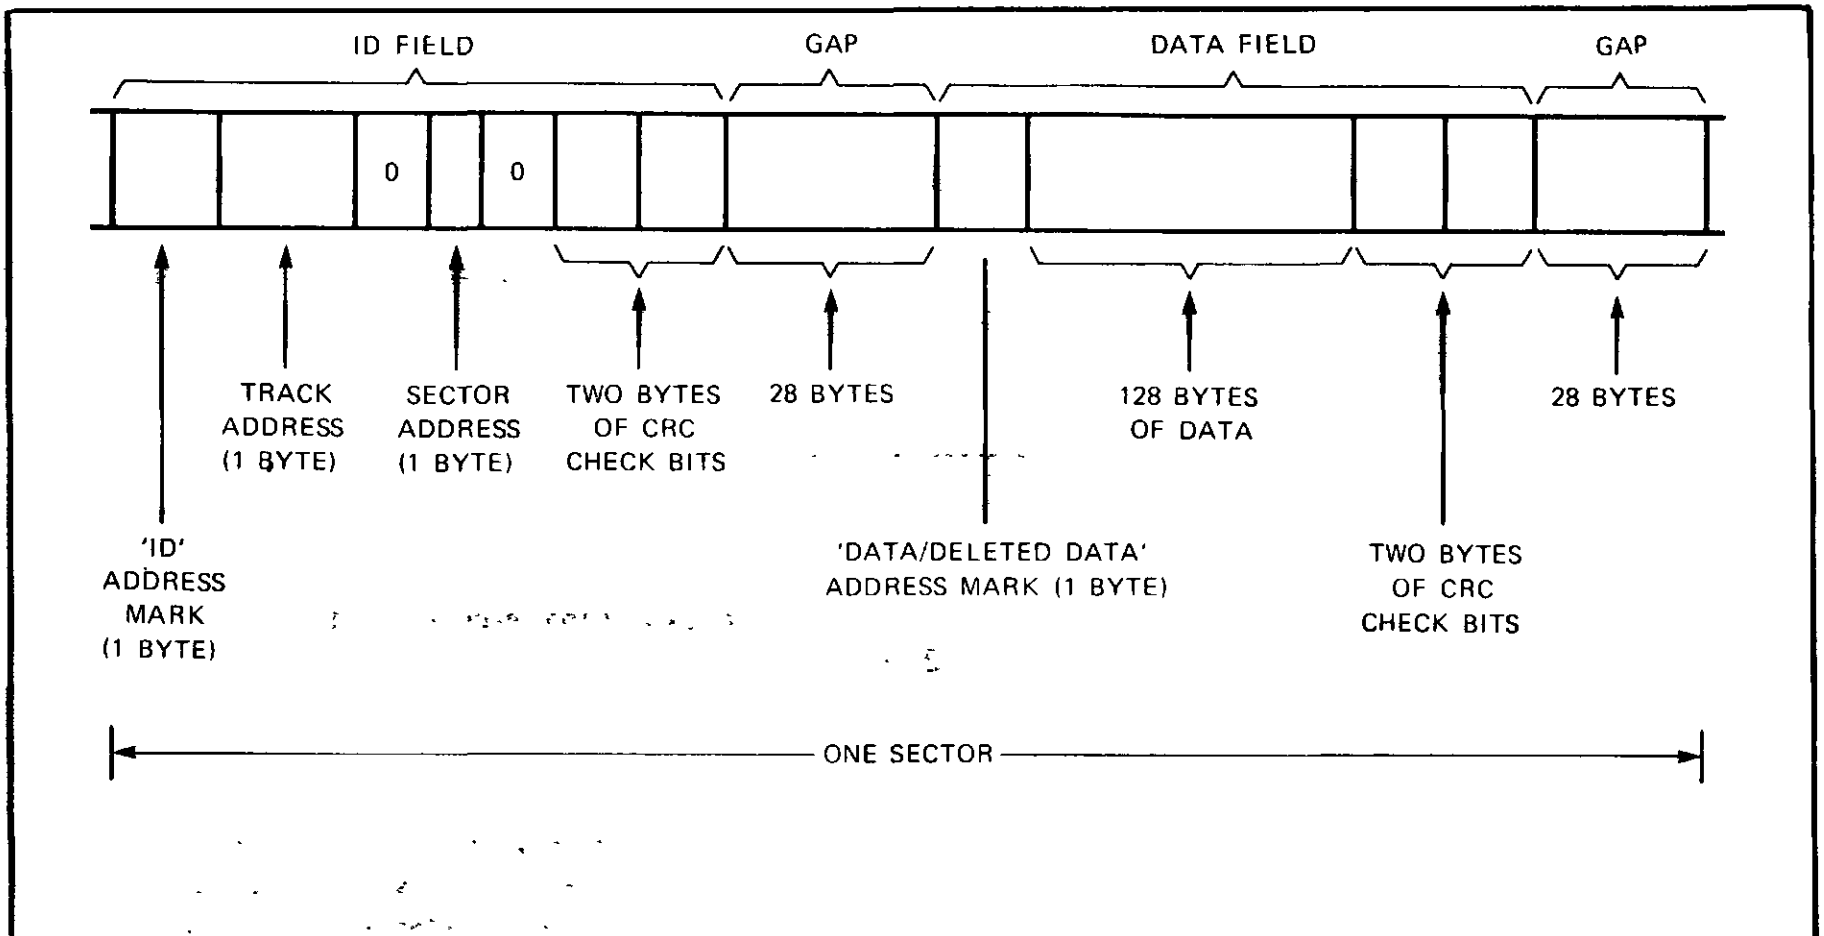 ID FIELD
GAP
DATA FIELD
GAP
0
0
TRACK
ADDRESS
(1 BYTE)
SECTOR
ADDRESS
(1 BYTE)
TWO BYTES
OF CRC
CHECK BITS
28 BYTES
128 BYTES
OF DATA
28 BYTES
'ID'
ADDRESS
MARK
(1 BYTE)
'DATA/DELETED DATA'
ADDRESS MARK (1 BYTE)
TWO BYTES
OF CRC
CHECK BITS
ONE SECTOR